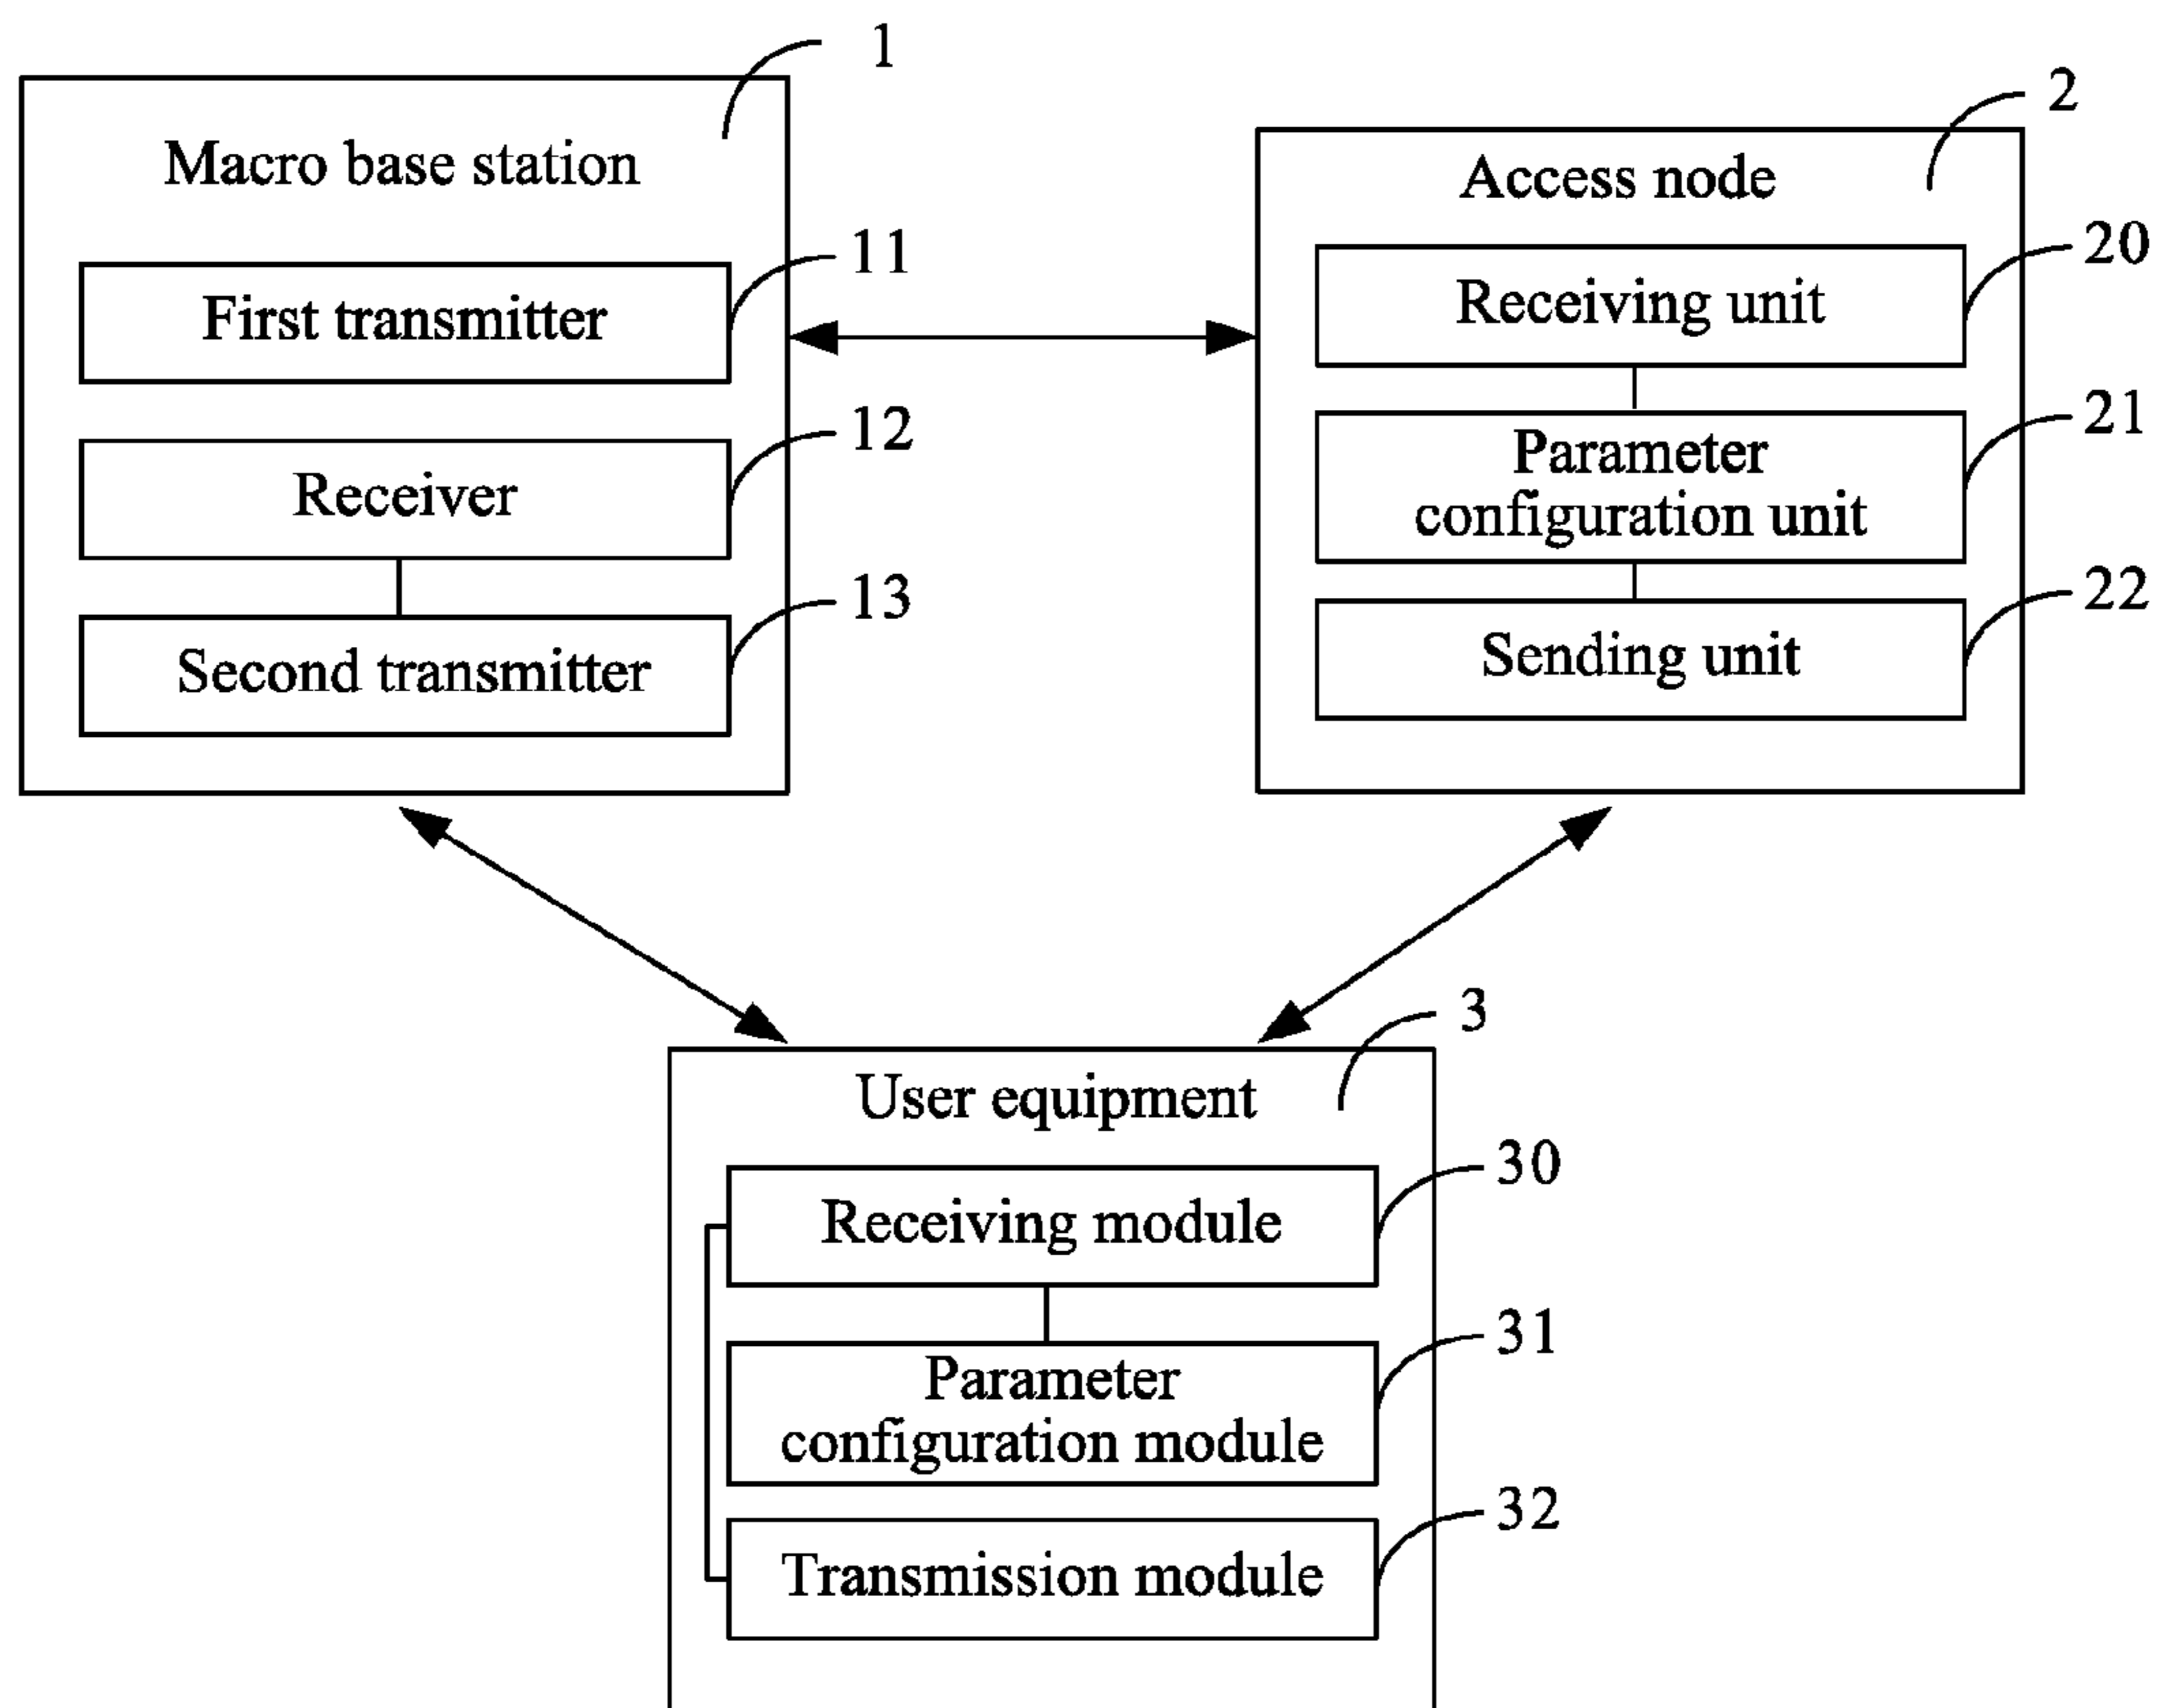 1
Macro base station
11
First transmitter
12
Receiver
13
Second transmitter
2
Access node
20
Receiving unit
21
Parameter
configuration unit
22
Sending unit
3
User equipment
30
Receiving module
31
Parameter
configuration module
32
Transmission module